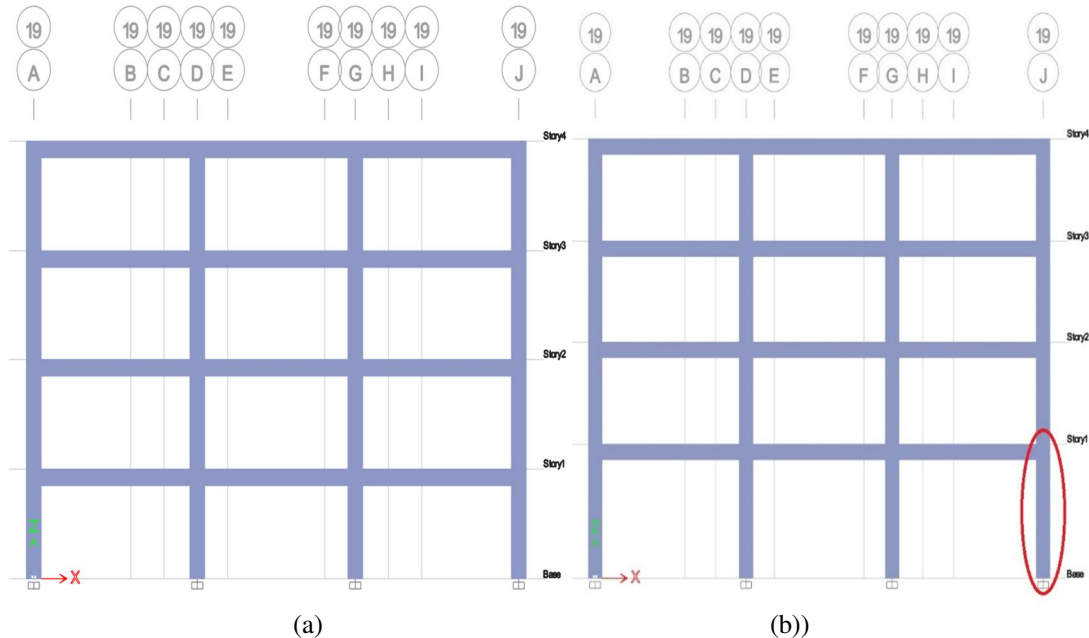 19 19 19 19 19 19 19 19 19 19
A B C D E F G H I J
Story4
Story3
Story2
Story1
Base
X
(a)
19 19 19 19 19 19 19 19 19 19
A B C D E F G H I J
Story4
Story3
Story2
Story1
Base
X
(b))